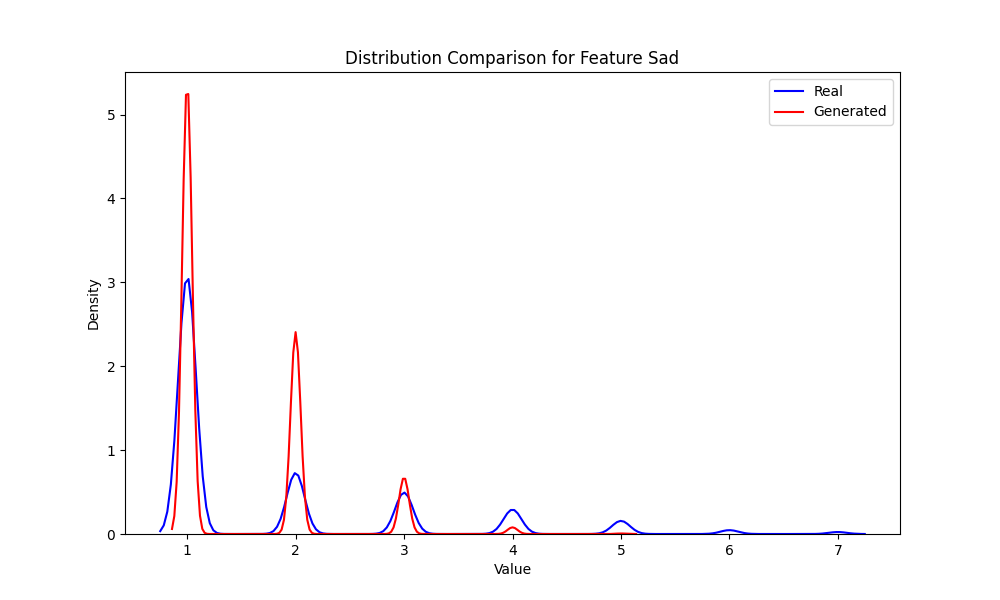 Distribution Comparison for Feature Sad
Real
Generated
Density
5
4
3
2
1
0
1 2 3 4 5 6 7
Value